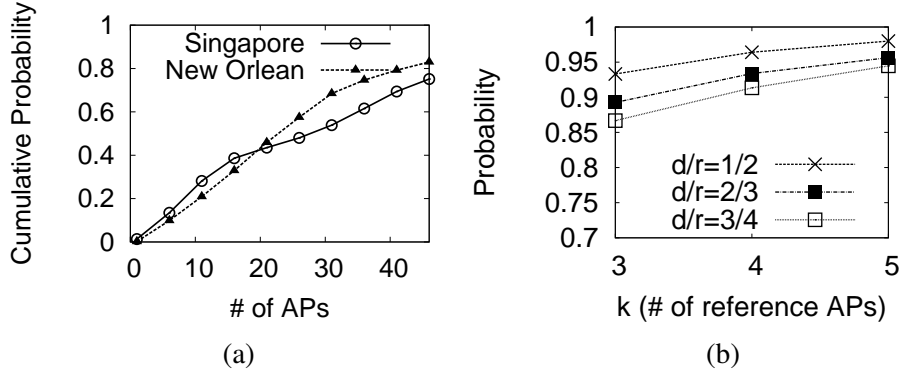 Cumulative Probability
1
0.8
0.6
0.4
0.2
0
0 10 20 30 40
# of APs
Singapore
New Orlean
(a)
Probability
1
0.95
0.9
0.85
0.8
0.75
0.7
3 4 5
k (# of reference APs)
d/r=1/2
d/r=2/3
d/r=3/4
(b)